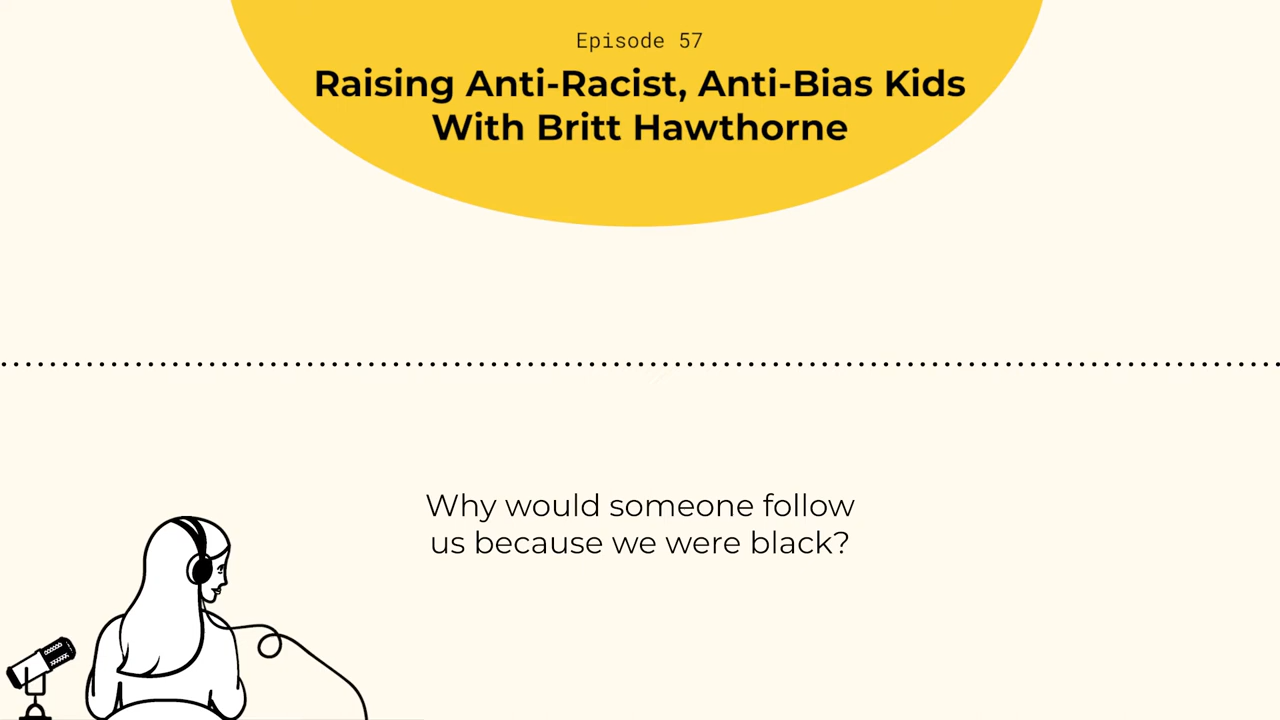 Episode 57
Raising Anti-Racist, Anti-Bias Kids
With Britt Hawthorne
Why would someone follow
us because we were black?